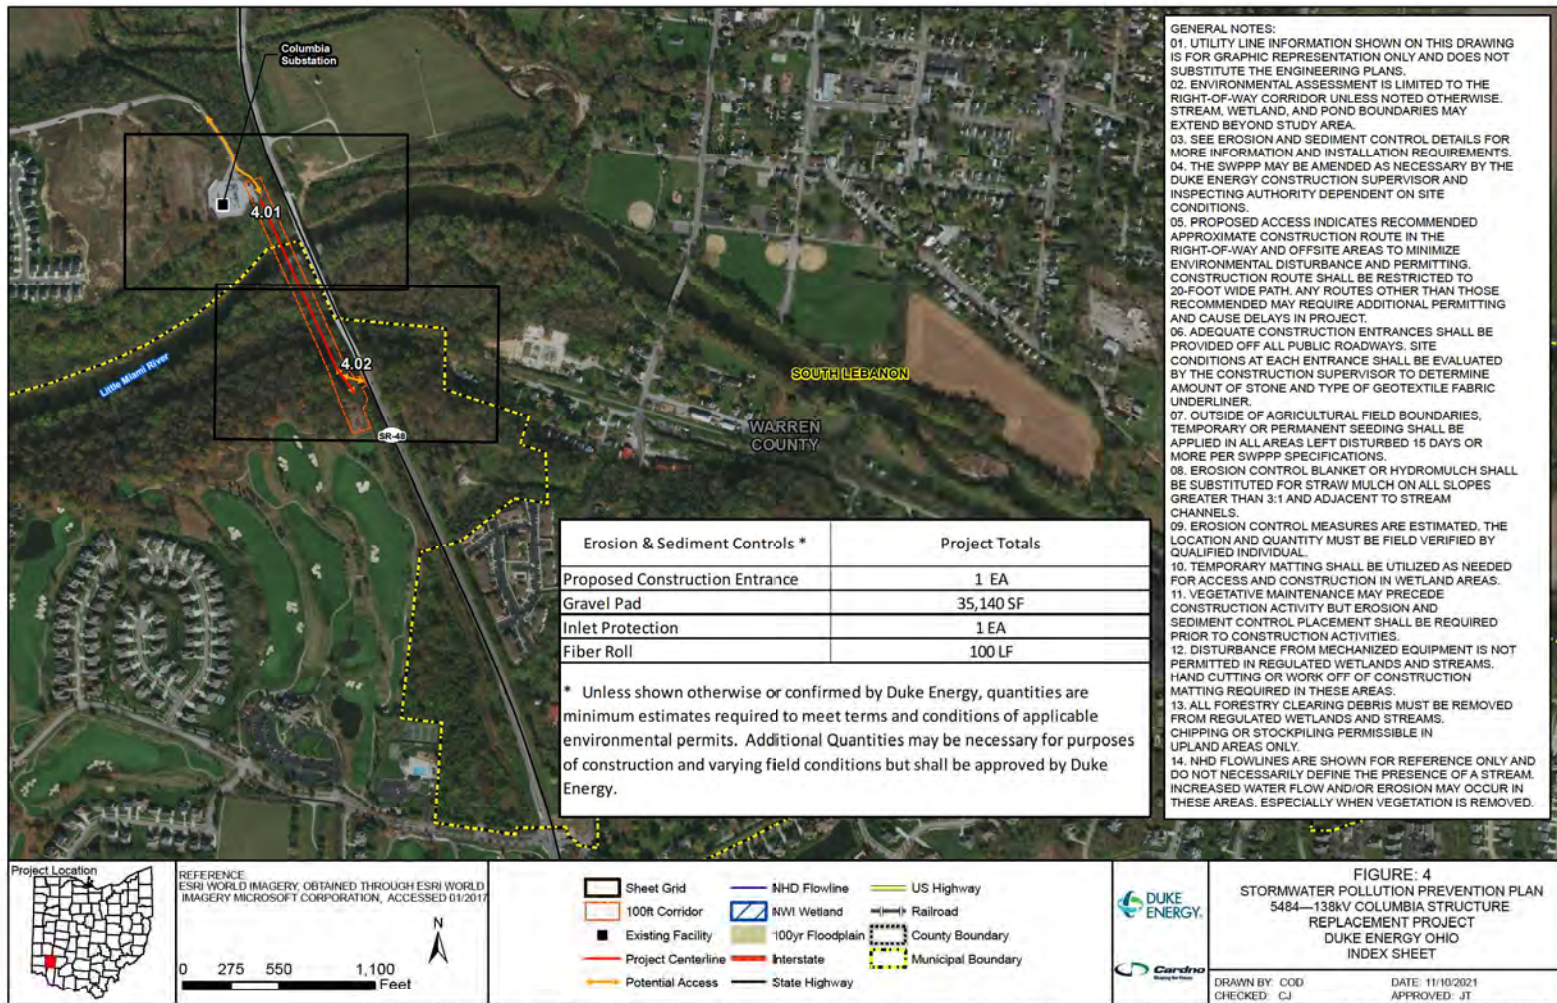 Columbia
Substation
4.01
4.02
Little Miami River
SR-48
SOUTH LEBANON
WARREN
COUNTY
GENERAL NOTES:
01. UTILITY LINE INFORMATION SHOWN ON THIS DRAWING
IS FOR GRAPHIC REPRESENTATION ONLY AND DOES NOT
SUBSTITUTE THE ENGINEERING PLANS.
02. ENVIRONMENTAL ASSESSMENT IS LIMITED TO THE
RIGHT-OF-WAY CORRIDOR UNLESS NOTED OTHERWISE.
STREAM, WETLAND, AND POND BOUNDARIES MAY
EXTEND BEYOND STUDY AREA.
03. SEE EROSION AND SEDIMENT CONTROL DETAILS FOR
MORE INFORMATION AND INSTALLATION REQUIREMENTS.
04. THE SWPPP MAY BE AMENDED AS NECESSARY BY THE
DUKE ENERGY CONSTRUCTION SUPERVISOR AND
INSPECTING AUTHORITY DEPENDENT ON SITE
CONDITIONS.
05. PROPOSED ACCESS INDICATES RECOMMENDED
APPROXIMATE CONSTRUCTION ROUTE IN THE
RIGHT-OF-WAY AND OFFSITE AREAS TO MINIMIZE
ENVIRONMENTAL DISTURBANCE AND PERMITTING.
CONSTRUCTION ROUTE SHALL BE RESTRICTED TO
20-FOOT WIDE PATH. ANY ROUTES OTHER THAN THOSE
RECOMMENDED MAY REQUIRE ADDITIONAL PERMITTING
AND CAUSE DELAYS IN PROJECT.
06. ADEQUATE CONSTRUCTION ENTRANCES SHALL BE
PROVIDED OFF ALL PUBLIC ROADWAYS. SITE
CONDITIONS AT EACH ENTRANCE SHALL BE EVALUATED
BY THE CONSTRUCTION SUPERVISOR TO DETERMINE
AMOUNT OF STONE AND TYPE OF GEOTEXTILE FABRIC
UNDERLINER.
07. OUTSIDE OF AGRICULTURAL FIELD BOUNDARIES,
TEMPORARY OR PERMANENT SEEDING SHALL BE
APPLIED IN ALL AREAS LEFT DISTURBED 15 DAYS OR
MORE PER SWPPP SPECIFICATIONS.
08. EROSION CONTROL BLANKET OR HYDROMULCH SHALL
BE SUBSTITUTED FOR STRAW MULCH ON ALL SLOPES
GREATER THAN 3:1 AND ADJACENT TO STREAM
CHANNELS.
09. EROSION CONTROL MEASURES ARE ESTIMATED. THE
LOCATION AND QUANTITY MUST BE FIELD VERIFIED BY
QUALIFIED INDIVIDUAL.
10. TEMPORARY MATTING SHALL BE UTILIZED AS NEEDED
FOR ACCESS AND CONSTRUCTION IN WETLAND AREAS.
11. VEGETATIVE MAINTENANCE MAY PRECEDE
CONSTRUCTION ACTIVITY BUT EROSION AND
SEDIMENT CONTROL PLACEMENT SHALL BE REQUIRED
PRIOR TO CONSTRUCTION ACTIVITIES.
12. DISTURBANCE FROM MECHANIZED EQUIPMENT IS NOT
PERMITTED IN REGULATED WETLANDS AND STREAMS.
HAND CUTTING OR WORK OFF OF CONSTRUCTION
MATTING REQUIRED IN THESE AREAS.
13. ALL FORESTRY CLEARING DEBRIS MUST BE REMOVED
FROM REGULATED WETLANDS AND STREAMS.
CHIPPING OR STOCKPILING PERMISSIBLE IN
UPLAND AREAS ONLY.
14. NHD FLOWLINES ARE SHOWN FOR REFERENCE ONLY AND
DO NOT NECESSARILY DEFINE THE PRESENCE OF A STREAM.
INCREASED WATER FLOW AND/OR EROSION MAY OCCUR IN
THESE AREAS. ESPECIALLY WHEN VEGETATION IS REMOVED.
Erosion & Sediment Controls * Project Totals
Proposed Construction Entrance 1 EA
Gravel Pad 35,140 SF
Inlet Protection 1 EA
Fiber Roll 100 LF
* Unless shown otherwise or confirmed by Duke Energy, quantities are
minimum estimates required to meet terms and conditions of applicable
environmental permits. Additional Quantities may be necessary for purposes
of construction and varying field conditions but shall be approved by Duke
Energy.
Project Location
REFERENCE
ESRI WORLD IMAGERY, OBTAINED THROUGH ESRI WORLD
IMAGERY MICROSOFT CORPORATION, ACCESSED 01/2017
N
0 275 550 1,100
Feet
Sheet Grid
100ft Corridor
Existing Facility
Project Centerline
Potential Access
NHD Flowline
NWI Wetland
100yr Floodplain
Interstate
State Highway
US Highway
Railroad
County Boundary
Municipal Boundary
DUKE
ENERGY.
Cardno
FIGURE: 4
STORMWATER POLLUTION PREVENTION PLAN
5484—138kV COLUMBIA STRUCTURE
REPLACEMENT PROJECT
DUKE ENERGY OHIO
INDEX SHEET
DRAWN BY: COD DATE: 11/10/2021
CHECKED: CJ APPROVED: JT